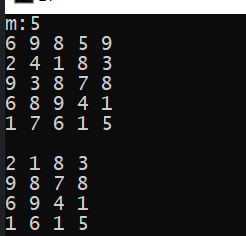 m:5
6 9 8 5 9
2 4 1 8 3
9 3 8 7 8
6 8 9 4 1
1 7 6 1 5

2 1 8 3
9 8 7 8
6 9 4 1
1 6 1 5